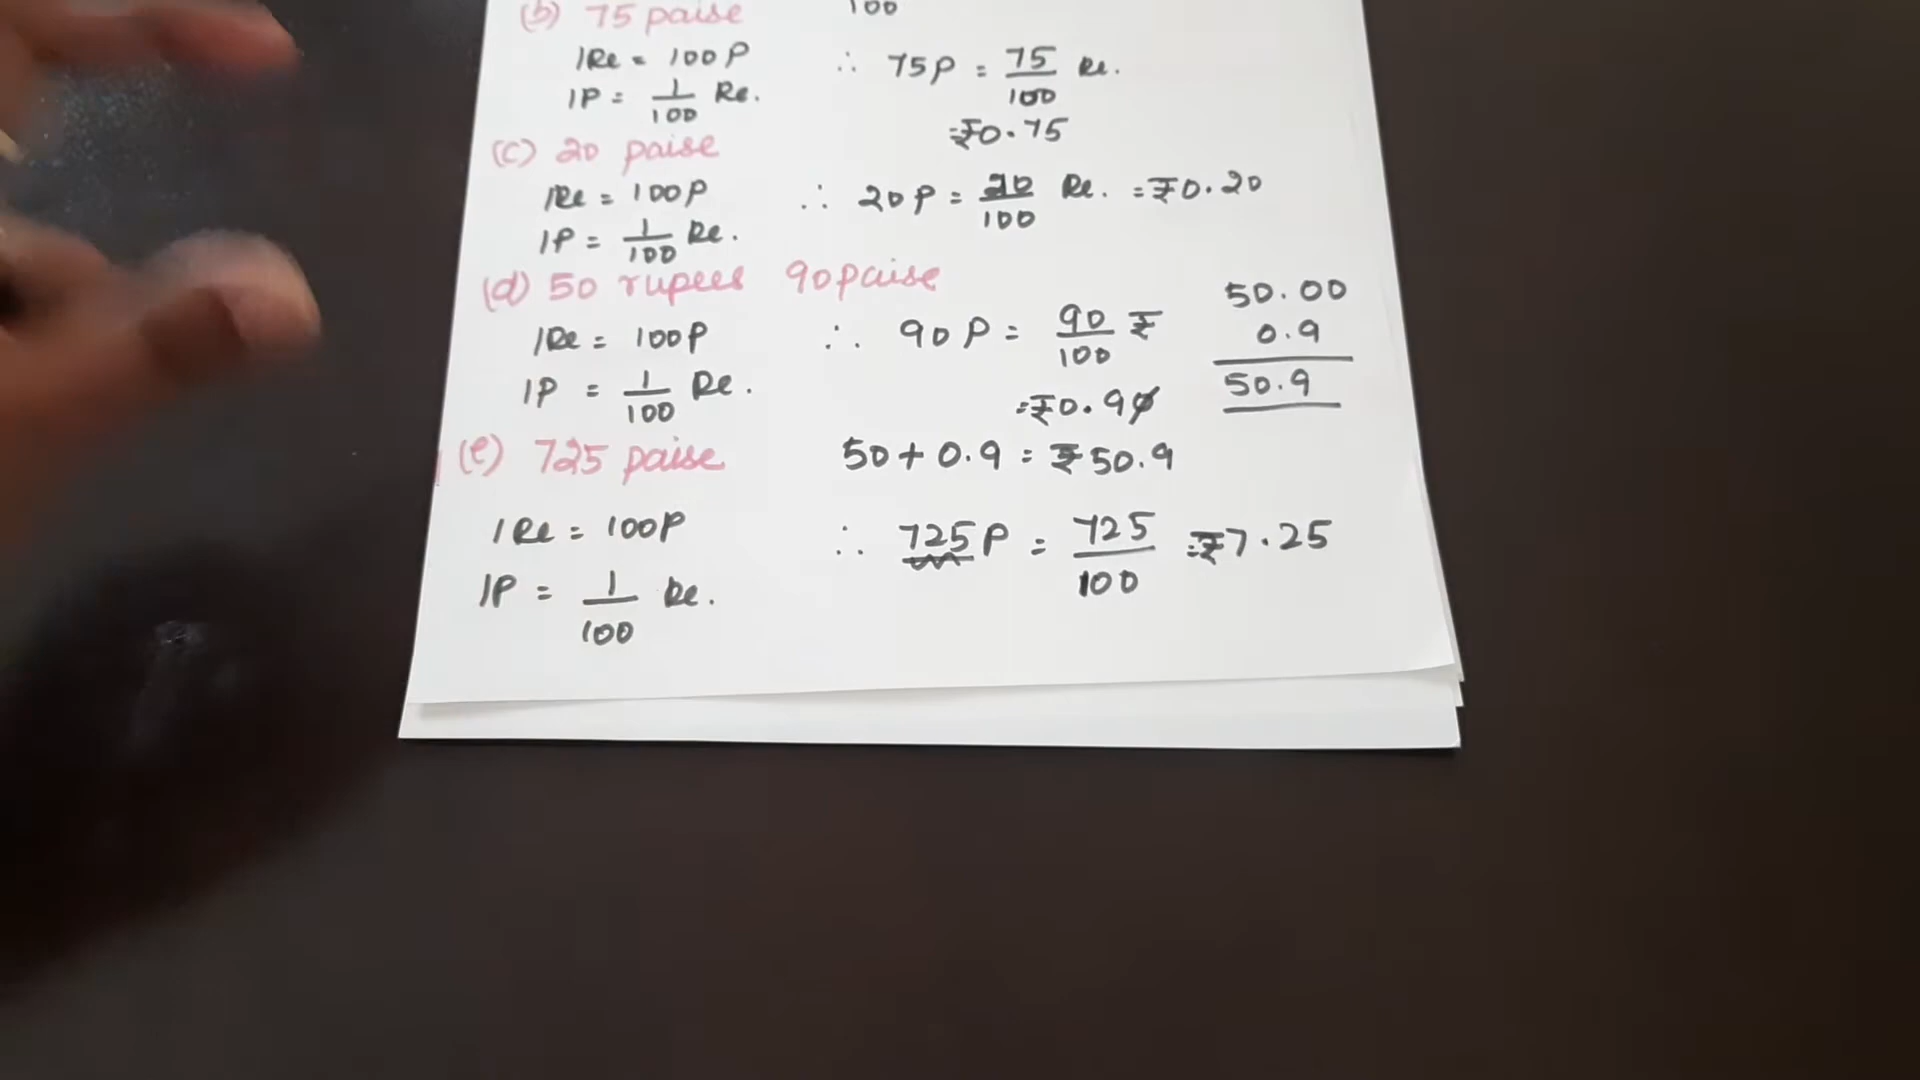 (b) 75 paise
100
1Re = 100P
∴ 75P = 75/100 Re.
1P = 1/100 Re.
=₹0.75
(c) 20 paise
1Re = 100P
∴ 20P = 20/100 Re. = ₹0.20
1P = 1/100 Re.
(d) 50 rupees 90paise
1Re = 100P
∴ 90P = 90/100 ₹
1P = 1/100 Re.
=₹0.90
50.00
0.9
50.9
(e) 725 paise
50+0.9 = ₹50.9
1Re = 100P
∴ 725P = 725/100 =₹7.25
1P = 1/100 Re.